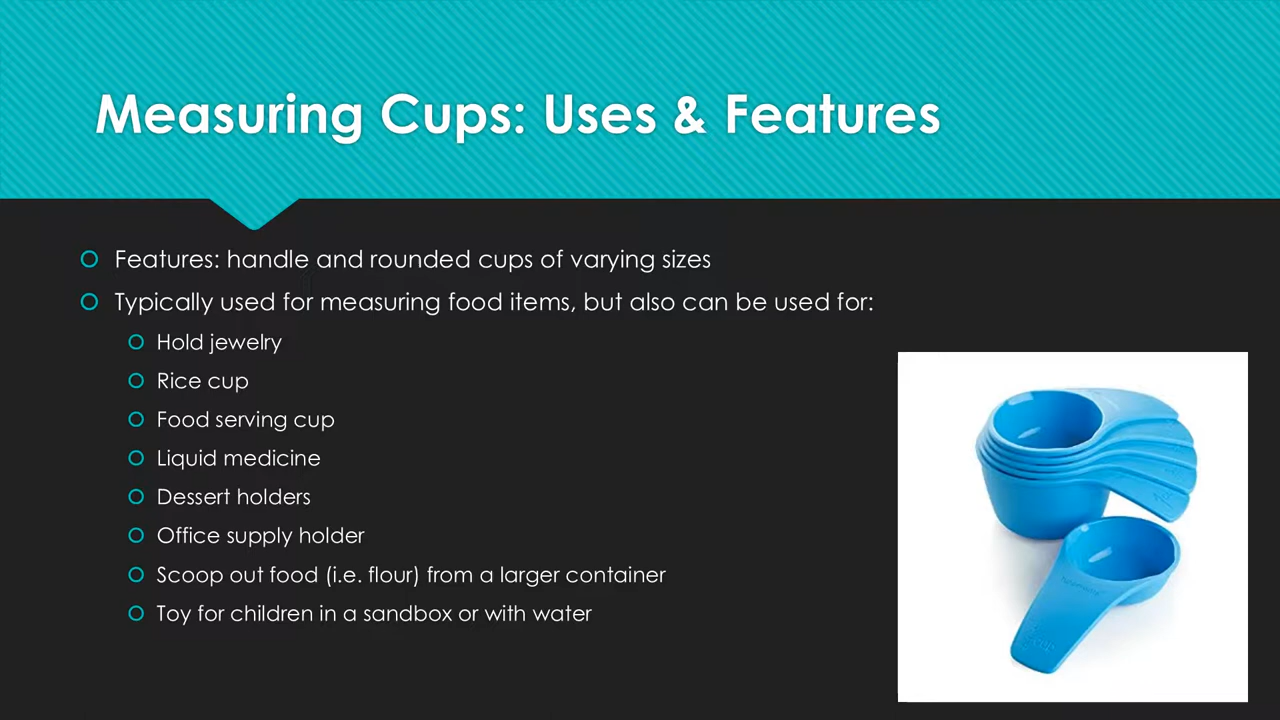 Measuring Cups: Uses & Features
Features: handle and rounded cups of varying sizes
Typically used for measuring food items, but also can be used for:
Hold jewelry
Rice cup
Food serving cup
Liquid medicine
Dessert holders
Office supply holder
Scoop out food (i.e. flour) from a larger container
Toy for children in a sandbox or with water